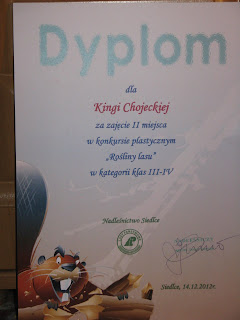 Dyplom
dla
Kingi Chojeckiej
za zajęcie II miejsca
w konkursie plastycznym
„Rośliny lasu"
w kategorii klas III-IV
Nadleśnictwo Siedlce
Siedlce, 14.12.2012r.